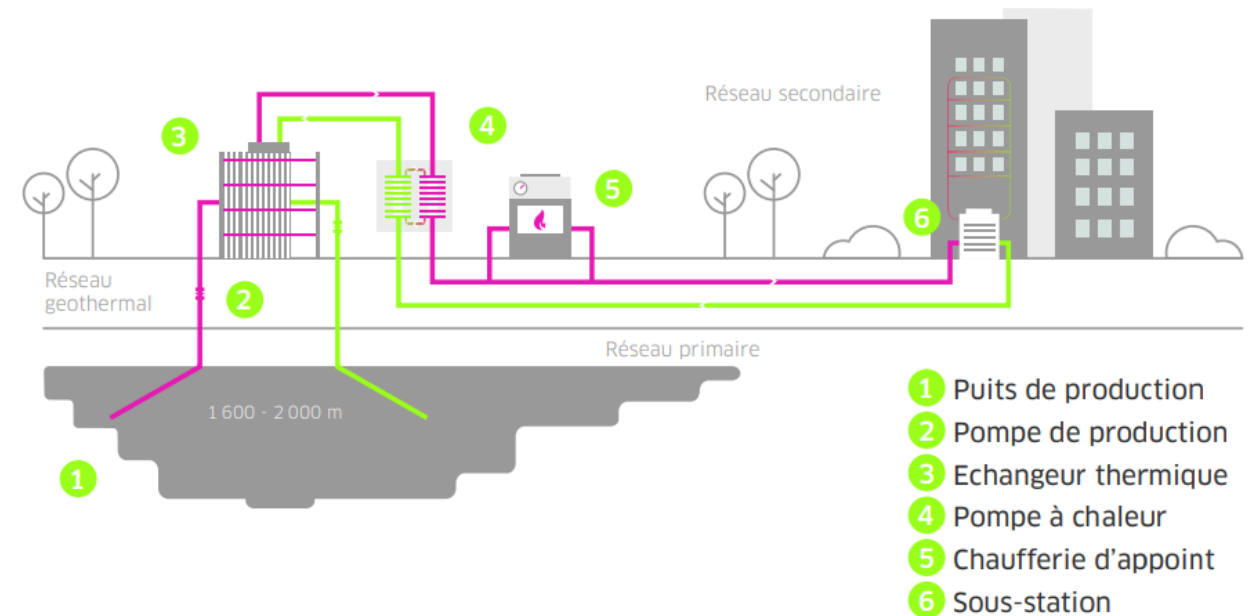 3
4
Réseau secondaire
5
6
Réseau
geothermal
2
Réseau primaire
1 600 - 2 000 m
1
1 Puits de production
2 Pompe de production
3 Echangeur thermique
4 Pompe à chaleur
5 Chaufferie d'appoint
6 Sous-station